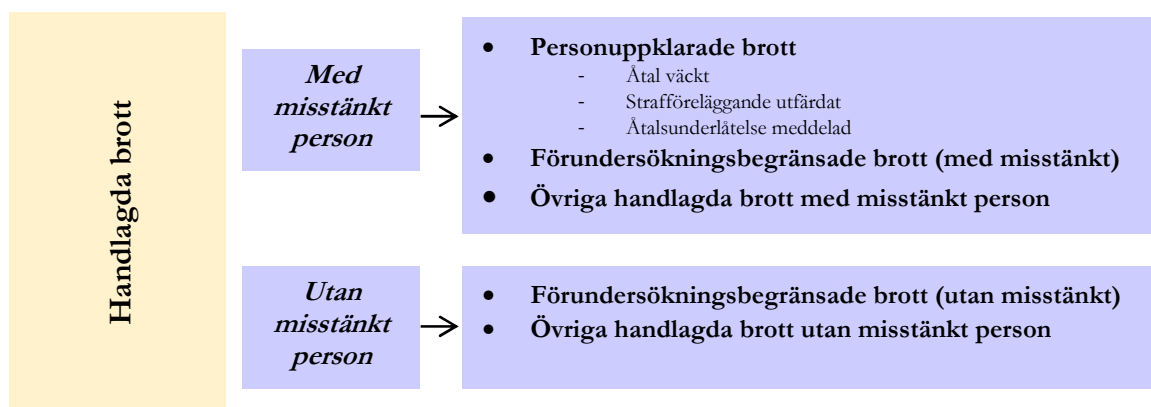 Handlagda brott
Med
misstänkt
person
• Personuppklarade brott
- Åtal väckt
- Strafföreläggande utfärdat
- Åtalsunderlåtelse meddelad
• Förundersökningsbegränsade brott (med misstänkt)
• Övriga handlagda brott med misstänkt person
Utan
misstänkt
person
• Förundersökningsbegränsade brott (utan misstänkt)
• Övriga handlagda brott utan misstänkt person